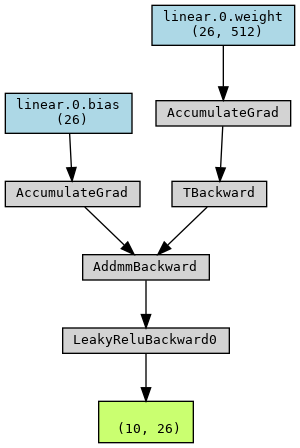 linear.0.weight
(26, 512)
linear.0.bias
(26)
AccumulateGrad
AccumulateGrad
TBackward
AddmmBackward
LeakyReluBackward0
(10, 26)